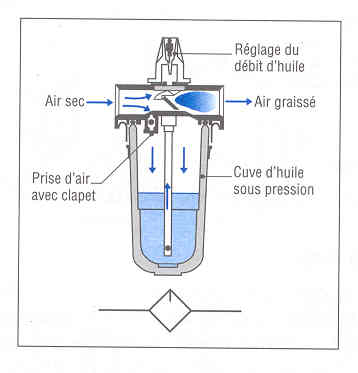 Réglage du
débit d'huile
Air sec
Air graissé
Prise d'air
avec clapet
Cuve d'huile
sous pression